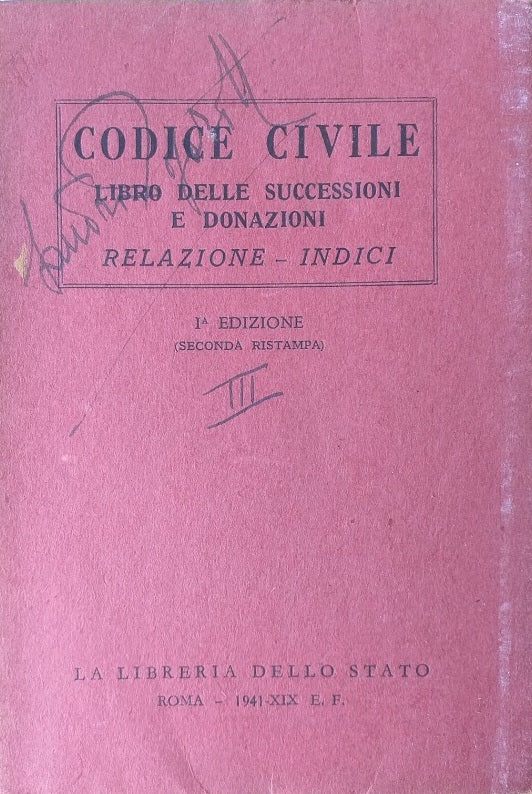 CODICE CIVILE
LIBRO DELLE SUCCESSIONI
E DONAZIONI
RELAZIONE - INDICI
Iᴬ EDIZIONE
(SECONDA RISTAMPA)
III
LA LIBRERIA DELLO STATO
ROMA - 1941-XIX E. F.